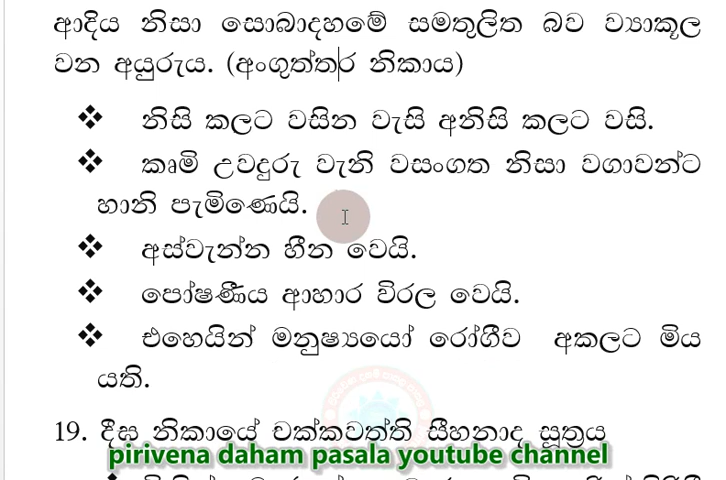 ආදිය නිසා සොබාදහමේ සමතුලිත බව ව්‍යාකූල
වන අයුරුය. (අංගුත්තර නිකාය)
❖ නිසි කලට වසින වැසි අනිසි කලට වසි.
❖ කෘමි උවදුරු වැනි වසංගත නිසා වගාවන්ට
හානි පැමිණෙයි.
❖ අස්වැන්න හීන වෙයි.
❖ පෝෂණීය ආහාර විරල වෙයි.
❖ එහෙයින් මනුෂ්‍යයෝ රෝගීව අකලට මිය
යති.
19. දීඝ නිකායේ චක්කවත්ති සීහනාද සූත්‍රය
pirivena daham pasala youtube channel